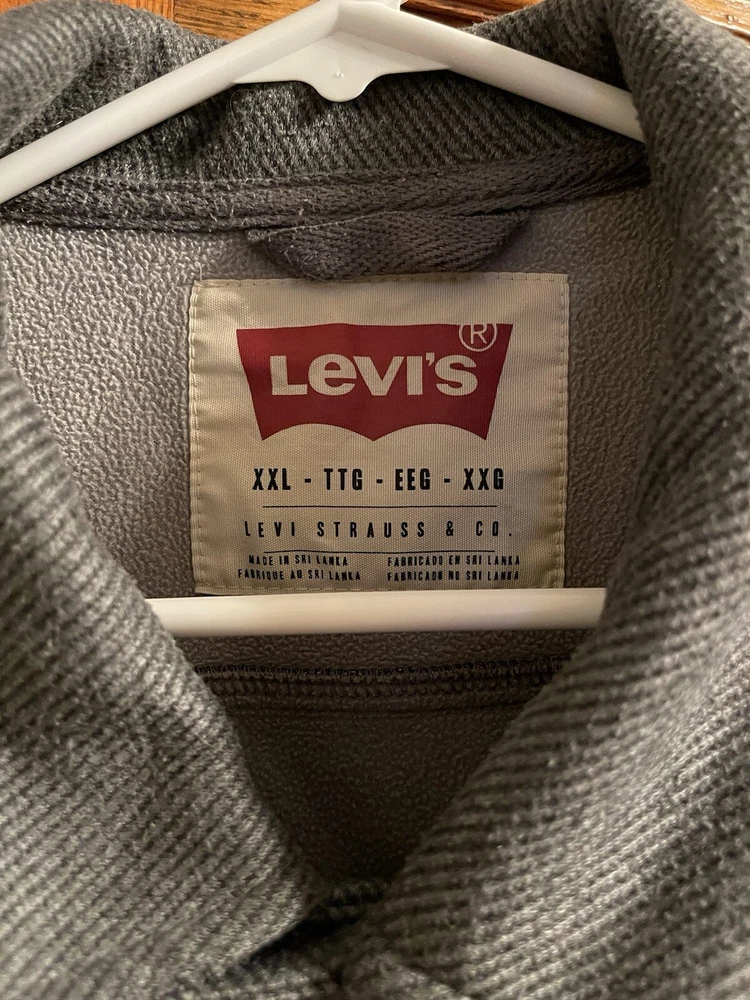 Levi's®
XXL - TTG - EEG - XXG
LEVI STRAUSS & CO.
MADE IN SRI LANKA FABRICADO EN SRI LANKA
FABRIQUE AU SRI LANKA FABRICADO NO SRI LANKA